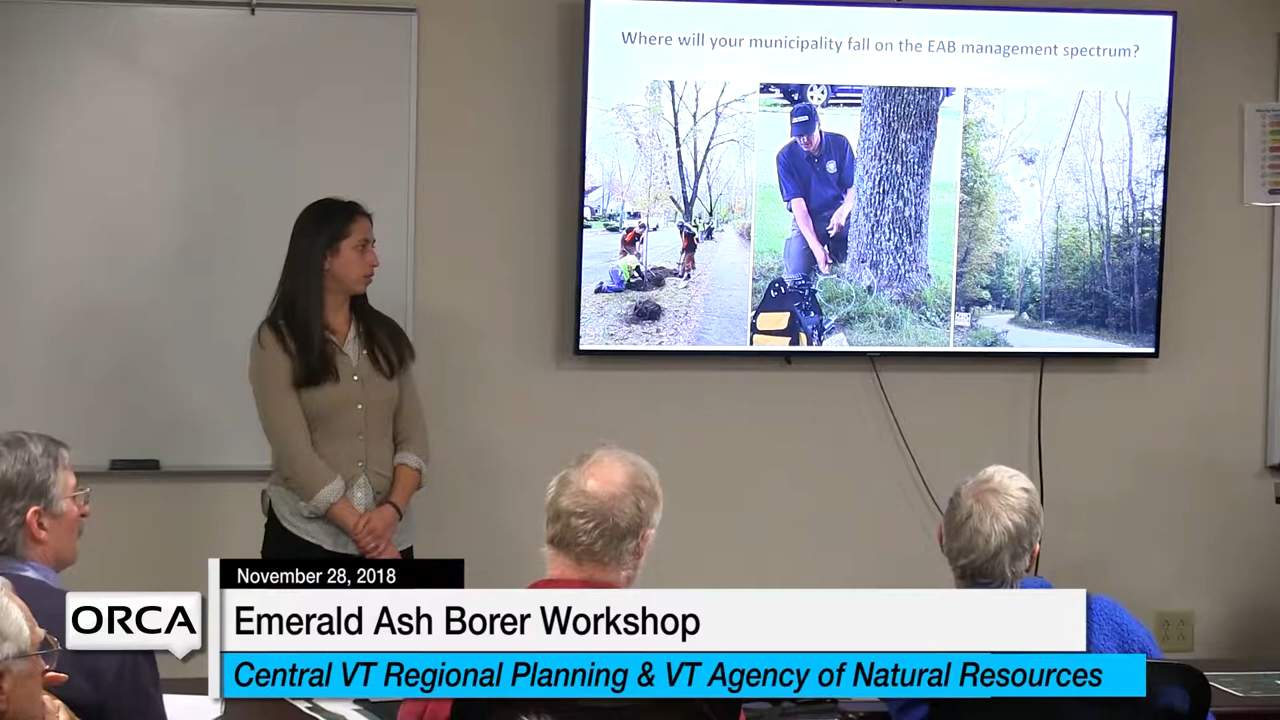 Where will your municipality fall on the EAB management spectrum?
November 28, 2018
ORCA
Emerald Ash Borer Workshop
Central VT Regional Planning & VT Agency of Natural Resources